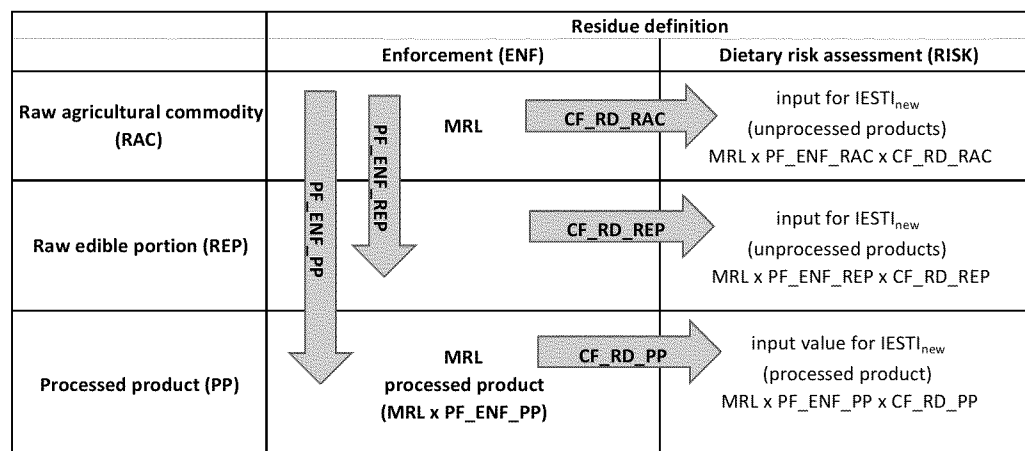 Residue definition
Enforcement (ENF)
Dietary risk assessment (RISK)
Raw agricultural commodity
(RAC)
PF_ENF_PP
PF_ENF_REP
MRL
CF_RD_RAC
input for IESTInew
(unprocessed products)
MRL x PF_ENF_RAC x CF_RD_RAC
Raw edible portion (REP)
CF_RD_REP
input for IESTInew
(unprocessed products)
MRL x PF_ENF_REP x CF_RD_REP
Processed product (PP)
MRL
processed product
(MRL x PF_ENF_PP)
CF_RD_PP
input value for IESTInew
(processed product)
MRL x PF_ENF_PP x CF_RD_PP